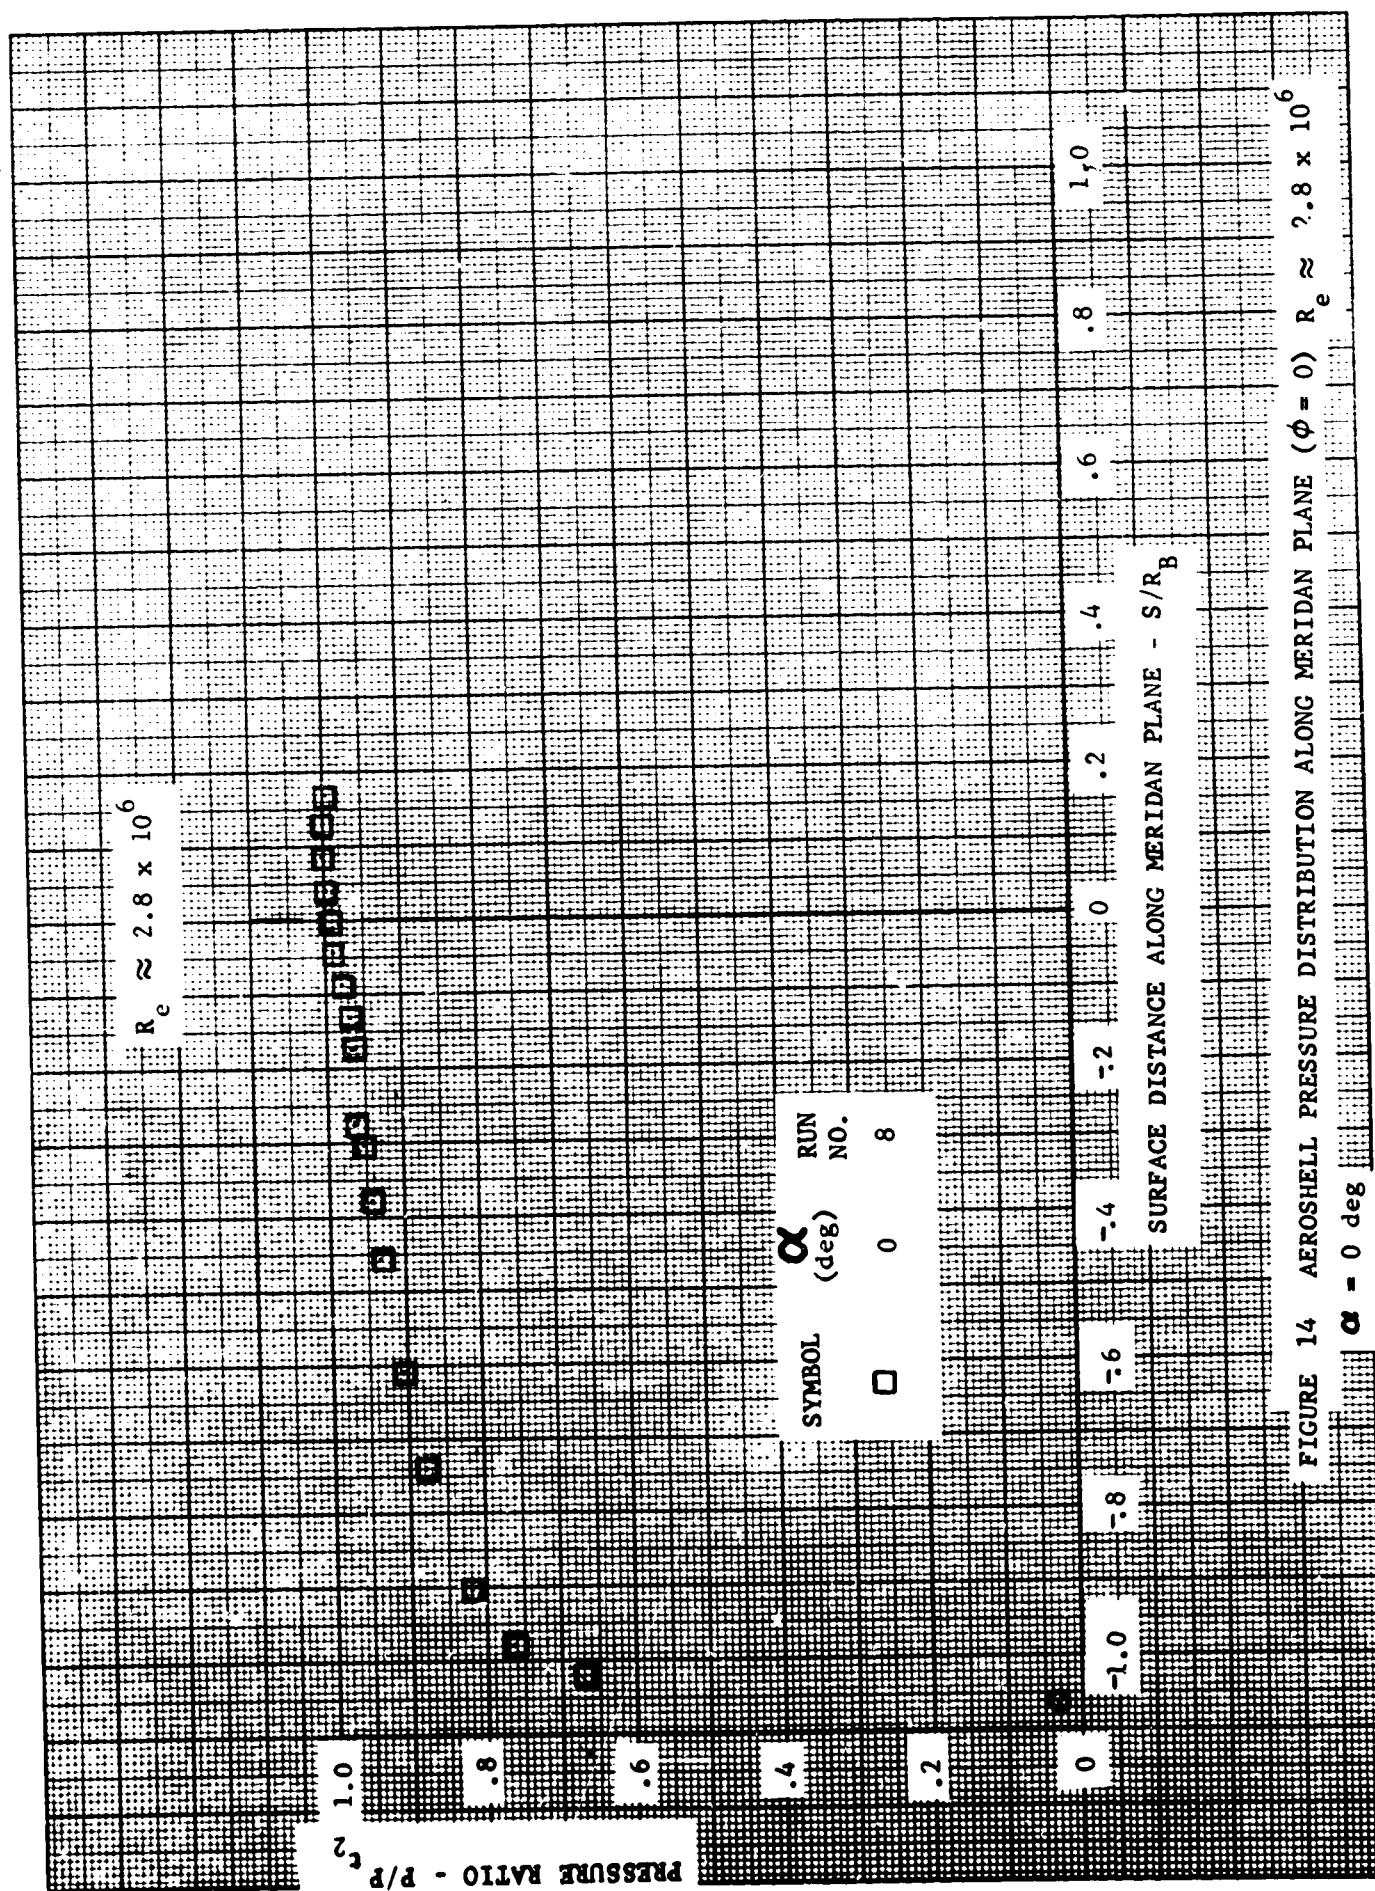 R_e ≈ 2.8 x 10^6
PRESSURE RATIO - P/P_t2
1.0
.8
.6
.4
.2
0
SYMBOL α (deg) RUN NO.
□ 0 8
-1.0 -.8 -.6 -.4 -.2 0 .2 .4 .6 .8 1,0
SURFACE DISTANCE ALONG MERIDAN PLANE - S/R_B
FIGURE 14 AEROSHELL PRESSURE DISTRIBUTION ALONG MERIDAN PLANE (ϕ = 0) R_e ≈ 2.8 x 10^6
α = 0 deg